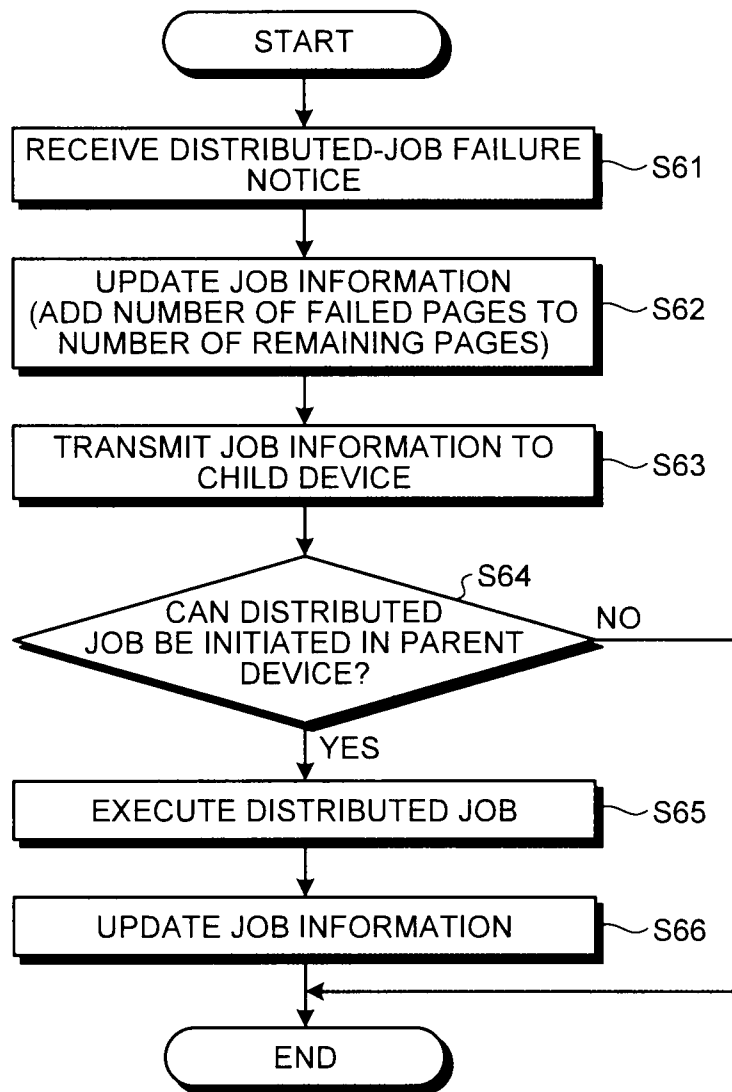 START
RECEIVE DISTRIBUTED-JOB FAILURE
NOTICE
S61
UPDATE JOB INFORMATION
(ADD NUMBER OF FAILED PAGES TO
NUMBER OF REMAINING PAGES)
S62
TRANSMIT JOB INFORMATION TO
CHILD DEVICE
S63
S64
CAN DISTRIBUTED
JOB BE INITIATED IN PARENT
DEVICE?
NO
YES
EXECUTE DISTRIBUTED JOB
S65
UPDATE JOB INFORMATION
S66
END